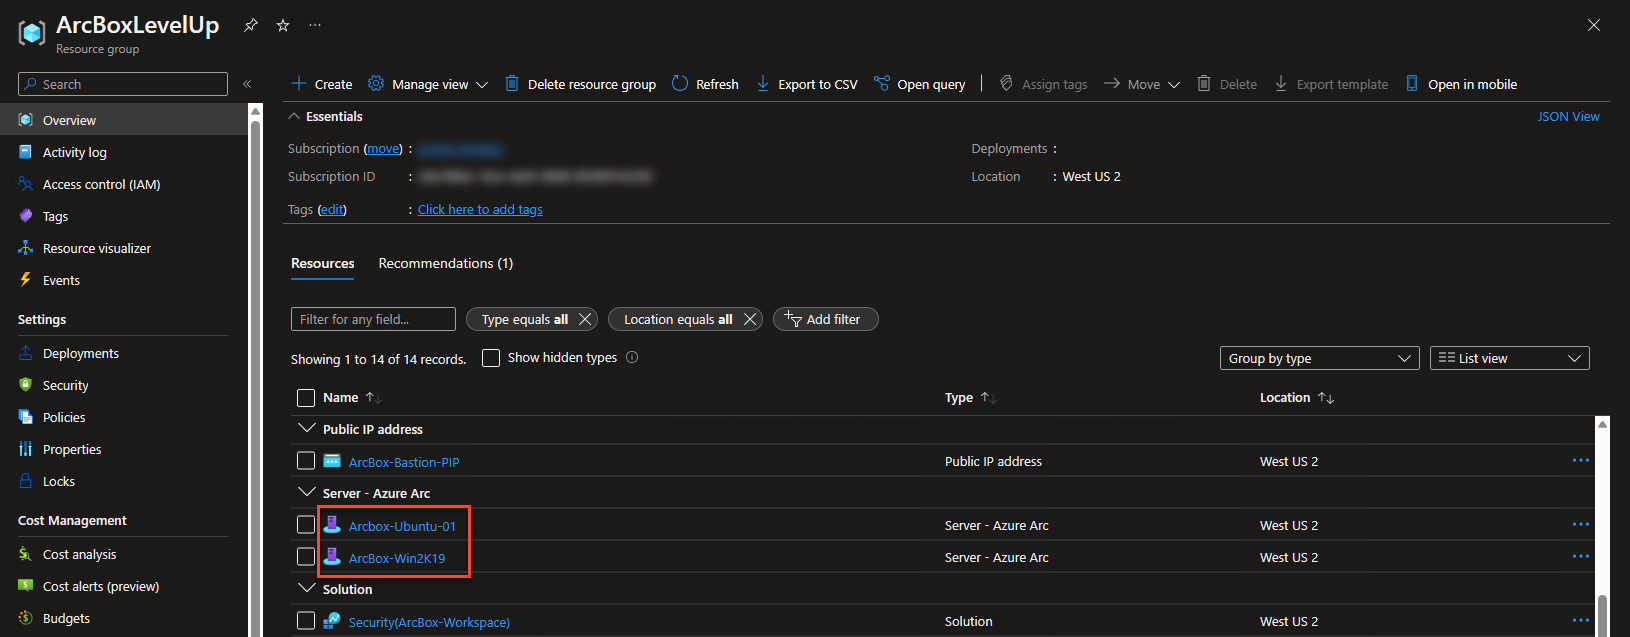 ArcBoxLevelUp
Resource group
Search
«
Create Manage view Delete resource group Refresh Export to CSV Open query Assign tags Move Delete Export template Open in mobile
Overview
Activity log
Access control (IAM)
Tags
Resource visualizer
Events
Settings
Deployments
Security
Policies
Properties
Locks
Cost Management
Cost analysis
Cost alerts (preview)
Budgets
Essentials JSON View
Subscription (move) : Deployments :
Subscription ID : Location : West US 2
Tags (edit) : Click here to add tags
Resources Recommendations (1)
Filter for any field... Type equals all Location equals all Add filter
Showing 1 to 14 of 14 records. Show hidden types Group by type List view
Name Type Location
Public IP address
ArcBox-Bastion-PIP Public IP address West US 2
Server - Azure Arc
Arcbox-Ubuntu-01 Server - Azure Arc West US 2
ArcBox-Win2K19 Server - Azure Arc West US 2
Solution
Security(ArcBox-Workspace) Solution West US 2